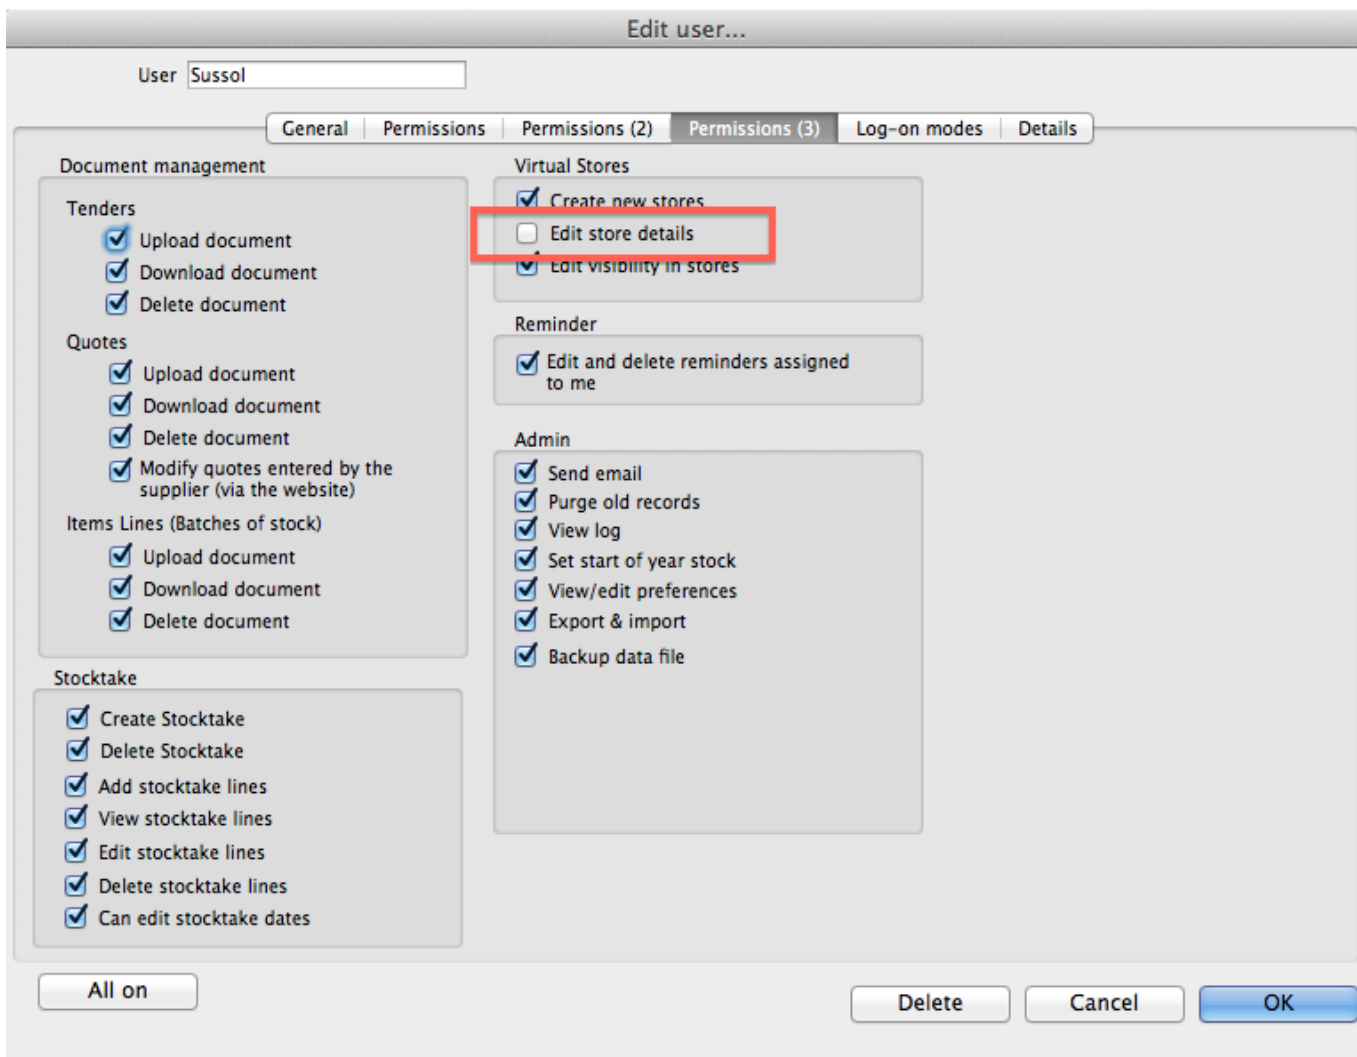 Edit user...
User Sussol
General Permissions Permissions (2) Permissions (3) Log-on modes Details
Document management
Tenders
Upload document
Download document
Delete document
Quotes
Upload document
Download document
Delete document
Modify quotes entered by the
supplier (via the website)
Items Lines (Batches of stock)
Upload document
Download document
Delete document
Stocktake
Create Stocktake
Delete Stocktake
Add stocktake lines
View stocktake lines
Edit stocktake lines
Delete stocktake lines
Can edit stocktake dates
Virtual Stores
Create new stores
Edit store details
Edit visibility in stores
Reminder
Edit and delete reminders assigned
to me
Admin
Send email
Purge old records
View log
Set start of year stock
View/edit preferences
Export & import
Backup data file
All on
Delete Cancel OK